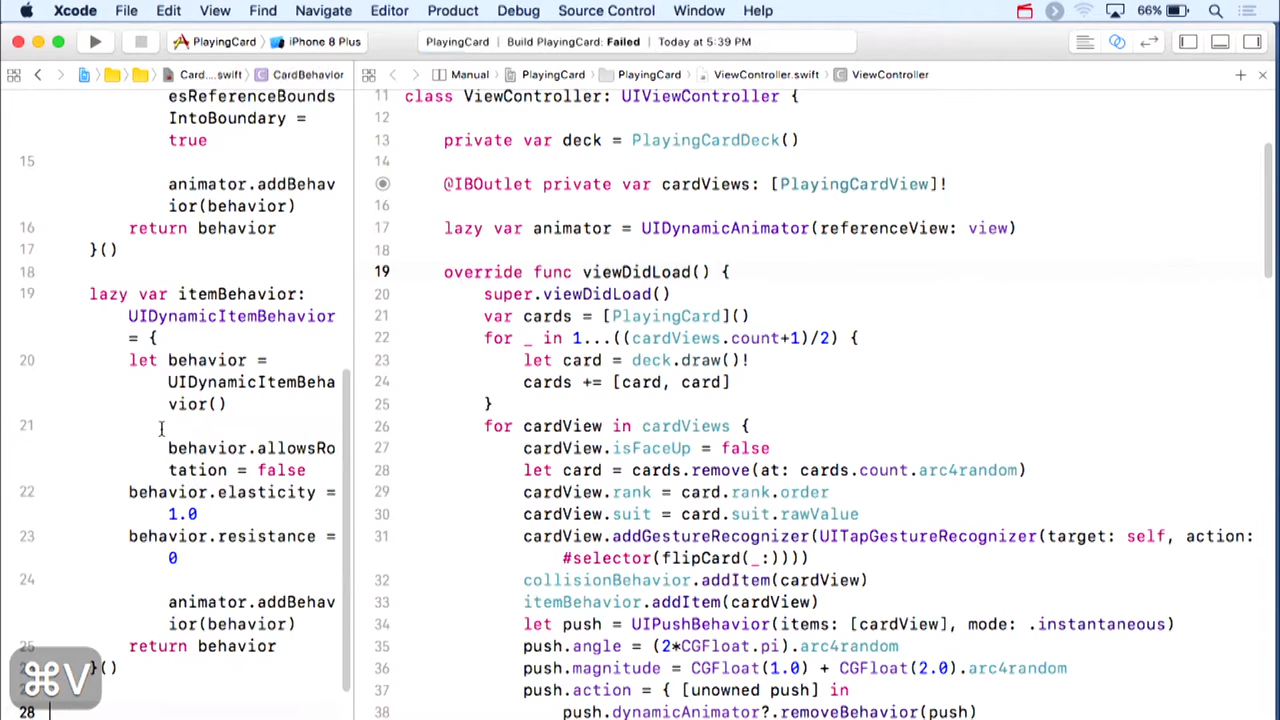 Xcode File Edit View Find Navigate Editor Product Debug Source Control Window Help 66%
PlayingCard iPhone 8 Plus PlayingCard Build PlayingCard: Failed Today at 5:39 PM
Card....swift CardBehavior Manual PlayingCard PlayingCard ViewController.swift ViewController
esReferenceBounds
IntoBoundary =
true
15
animator.addBehav
ior(behavior)
16 return behavior
17 }()
18
19 lazy var itemBehavior:
UIDynamicItemBehavior
= {
20 let behavior =
UIDynamicItemBeha
vior()
21
behavior.allowsRo
tation = false
22 behavior.elasticity =
1.0
23 behavior.resistance =
0
24
animator.addBehav
ior(behavior)
25 return behavior
}()
28
⌘V
11 class ViewController: UIViewController {
12
13 private var deck = PlayingCardDeck()
14
15 @IBOutlet private var cardViews: [PlayingCardView]!
16
17 lazy var animator = UIDynamicAnimator(referenceView: view)
18
19 override func viewDidLoad() {
20 super.viewDidLoad()
21 var cards = [PlayingCard]()
22 for _ in 1...((cardViews.count+1)/2) {
23 let card = deck.draw()!
24 cards += [card, card]
25 }
26 for cardView in cardViews {
27 cardView.isFaceUp = false
28 let card = cards.remove(at: cards.count.arc4random)
29 cardView.rank = card.rank.order
30 cardView.suit = card.suit.rawValue
31 cardView.addGestureRecognizer(UITapGestureRecognizer(target: self, action:
#selector(flipCard(_:))))
32 collisionBehavior.addItem(cardView)
33 itemBehavior.addItem(cardView)
34 let push = UIPushBehavior(items: [cardView], mode: .instantaneous)
35 push.angle = (2*CGFloat.pi).arc4random
36 push.magnitude = CGFloat(1.0) + CGFloat(2.0).arc4random
37 push.action = { [unowned push] in
38 push.dynamicAnimator?.removeBehavior(push)